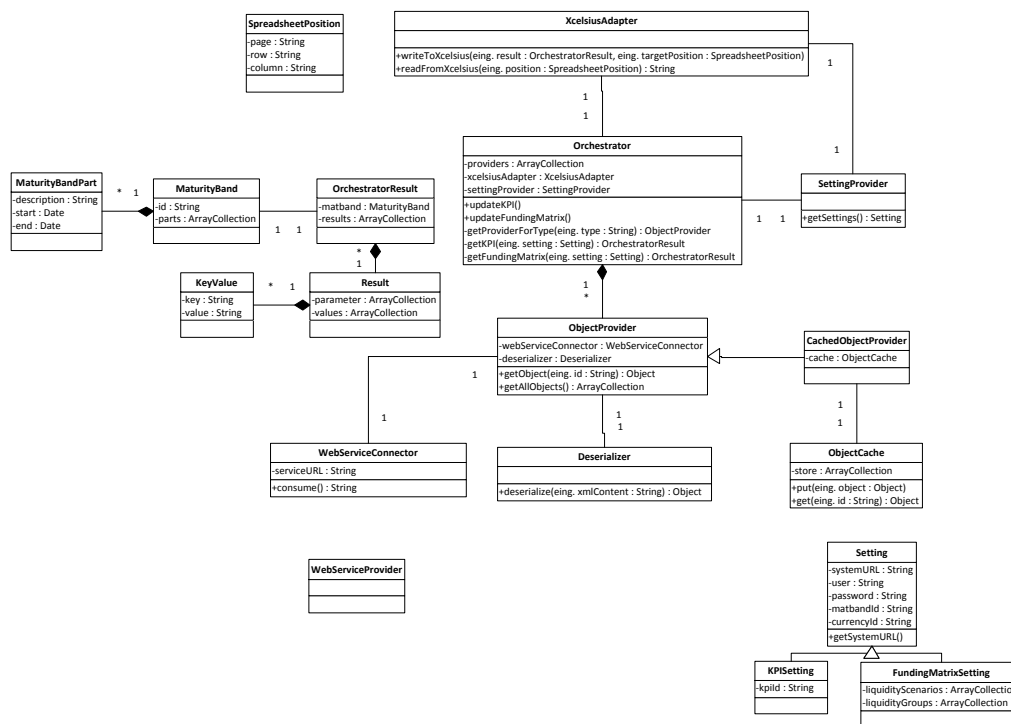 SpreadsheetPosition
-page : String
-row : String
-column : String
XcelsiusAdapter
+writeToXcelsius(eing. result : OrchestratorResult, eing. targetPosition : SpreadsheetPosition)
+readFromXcelsius(eing. position : SpreadsheetPosition) : String
1
1
1
1
Orchestrator
-providers : ArrayCollection
-xcelsiusAdapter : XcelsiusAdapter
-settingProvider : SettingProvider
+updateKPI()
+updateFundingMatrix()
-getProviderForType(eing. type : String) : ObjectProvider
-getKPI(eing. setting : Setting) : OrchestratorResult
-getFundingMatrix(eing. setting : Setting) : OrchestratorResult
1
1
SettingProvider
+getSettings() : Setting
MaturityBandPart
-description : String
-start : Date
-end : Date
*
1
MaturityBand
-id : String
-parts : ArrayCollection
1
1
OrchestratorResult
-matband : MaturityBand
-results : ArrayCollection
*
1
KeyValue
-key : String
-value : String
*
1
Result
-parameter : ArrayCollection
-values : ArrayCollection
1
*
ObjectProvider
-webServiceConnector : WebServiceConnector
-deserializer : Deserializer
+getObject(eing. id : String) : Object
+getAllObjects() : ArrayCollection
CachedObjectProvider
-cache : ObjectCache
1
1
1
1
1
1
WebServiceConnector
-serviceURL : String
+consume() : String
Deserializer
+deserialize(eing. xmlContent : String) : Object
ObjectCache
-store : ArrayCollection
+put(eing. object : Object)
+get(eing. id : String) : Object
WebServiceProvider
Setting
-systemURL : String
-user : String
-password : String
-matbandId : String
-currencyId : String
+getSystemURL()
KPISetting
-kpiId : String
FundingMatrixSetting
-liquidityScenarios : ArrayCollection
-liquidityGroups : ArrayCollection